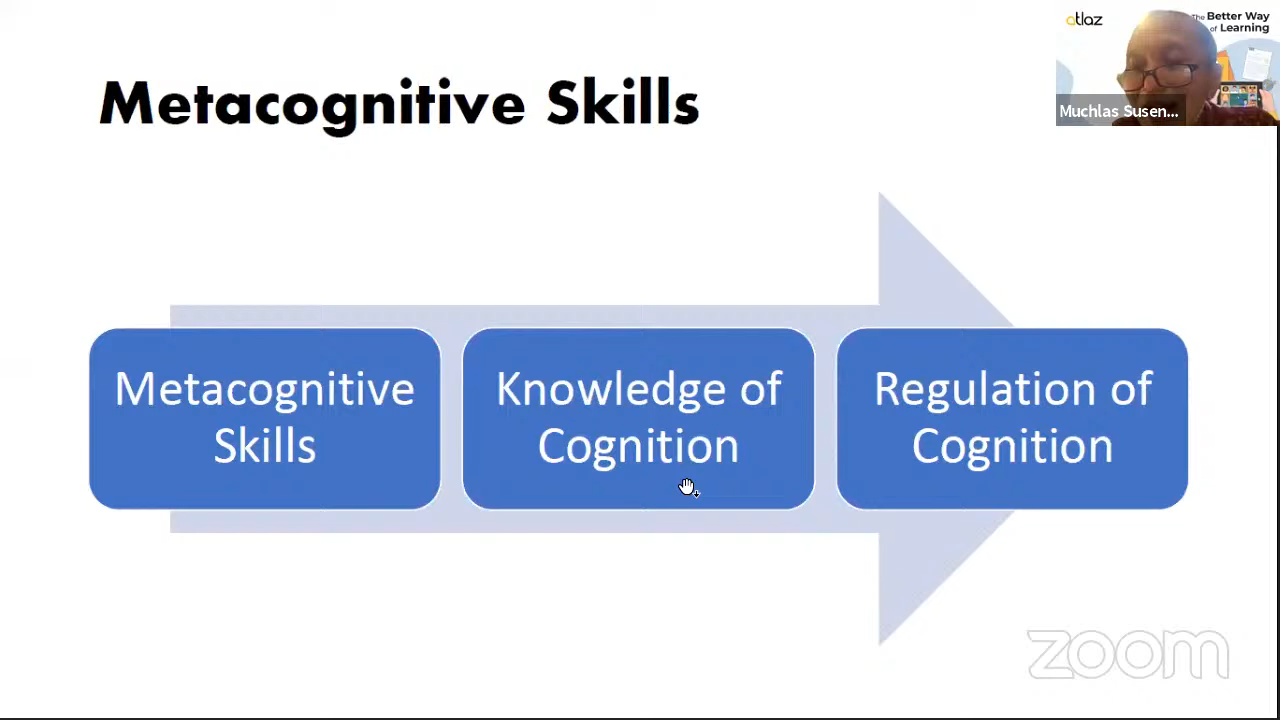 Metacognitive Skills
atlaz
The Better Way
of Learning
Muchlas Susen...
Metacognitive
Skills
Knowledge of
Cognition
Regulation of
Cognition
zoom